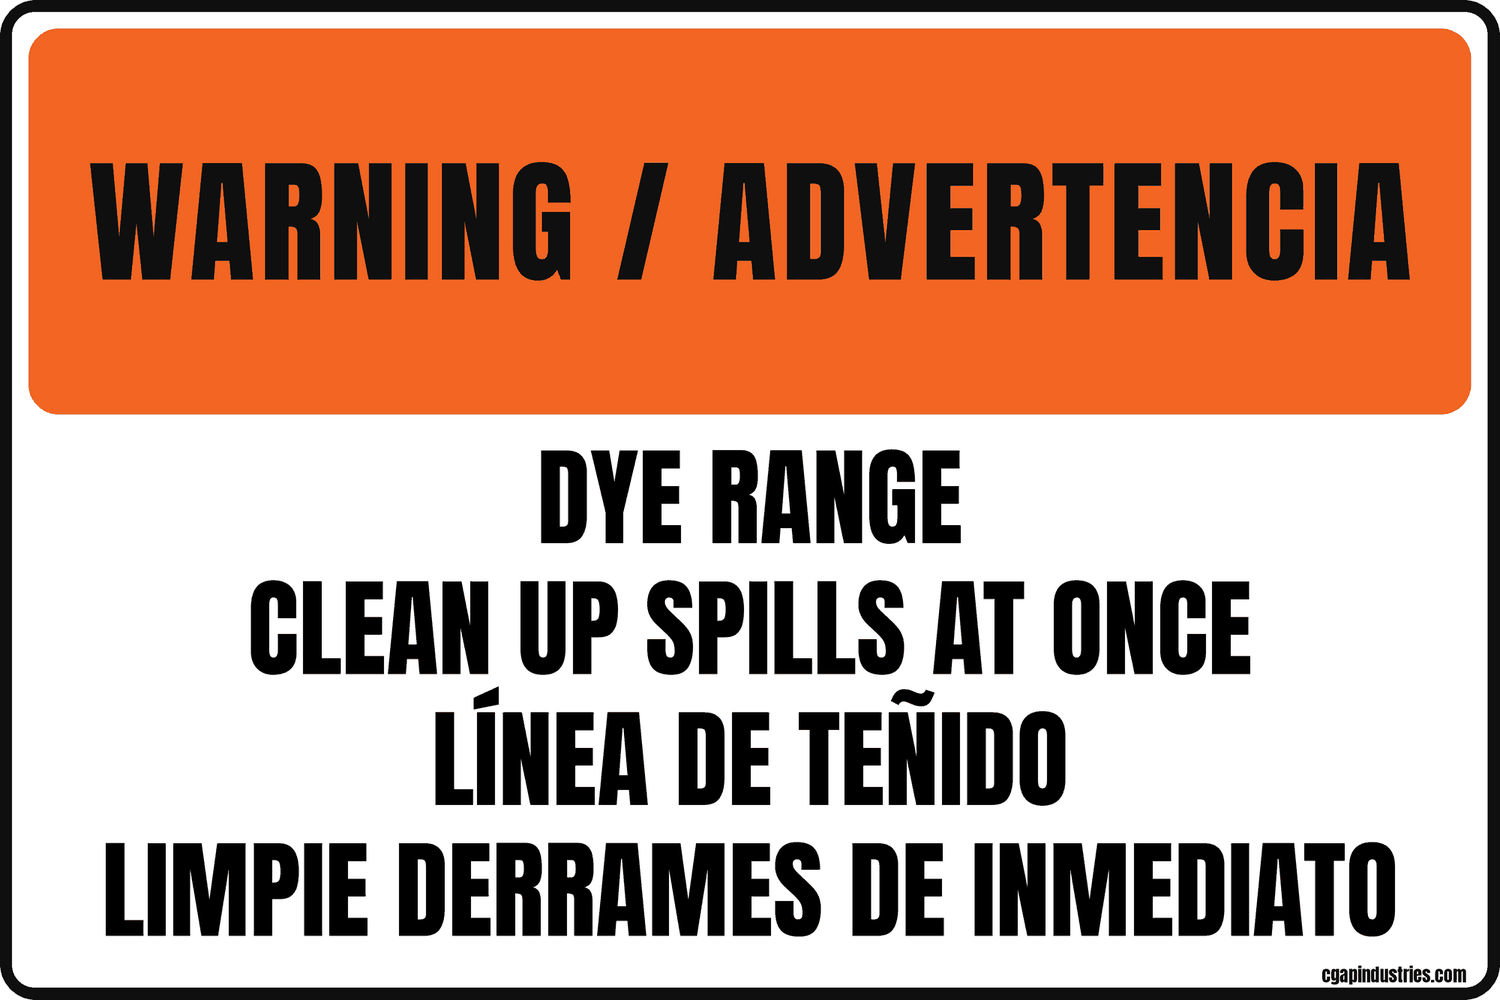 WARNING / ADVERTENCIA
DYE RANGE
CLEAN UP SPILLS AT ONCE
LÍNEA DE TEÑIDO
LIMPIE DERRAMES DE INMEDIATO
cgapindustries.com